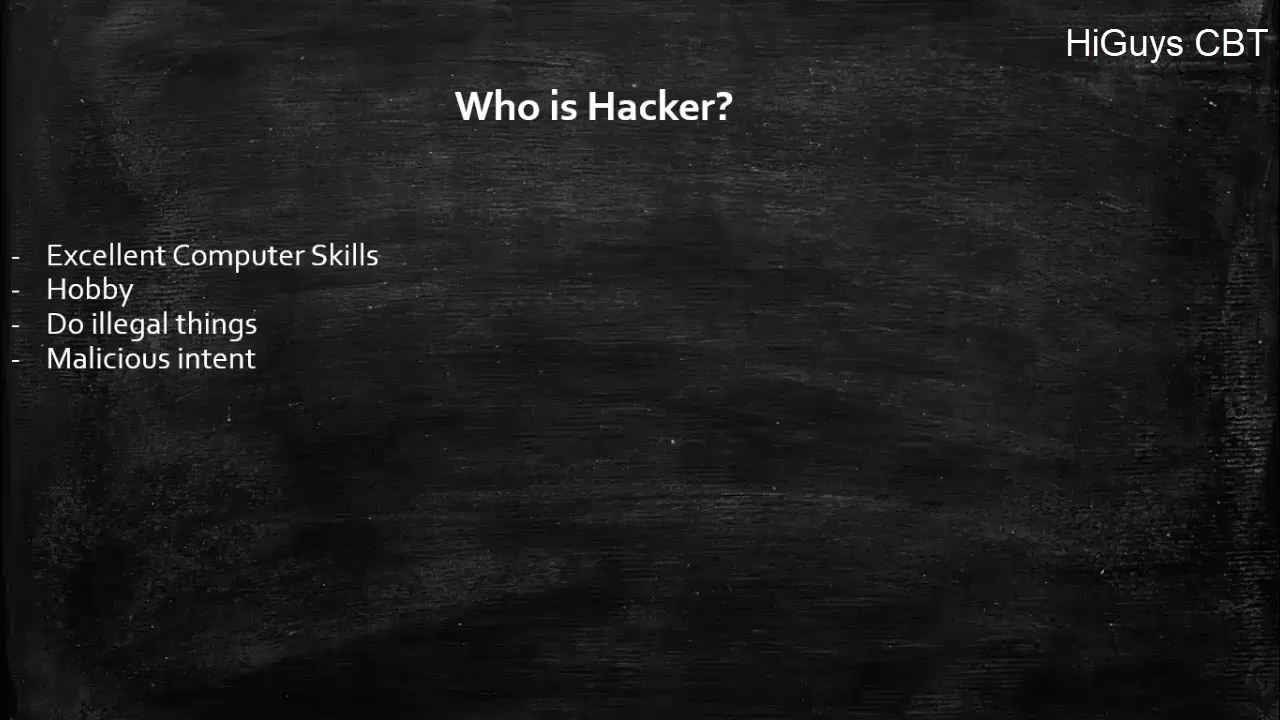 HiGuys CBT
Who is Hacker?
- Excellent Computer Skills
- Hobby
- Do illegal things
- Malicious intent